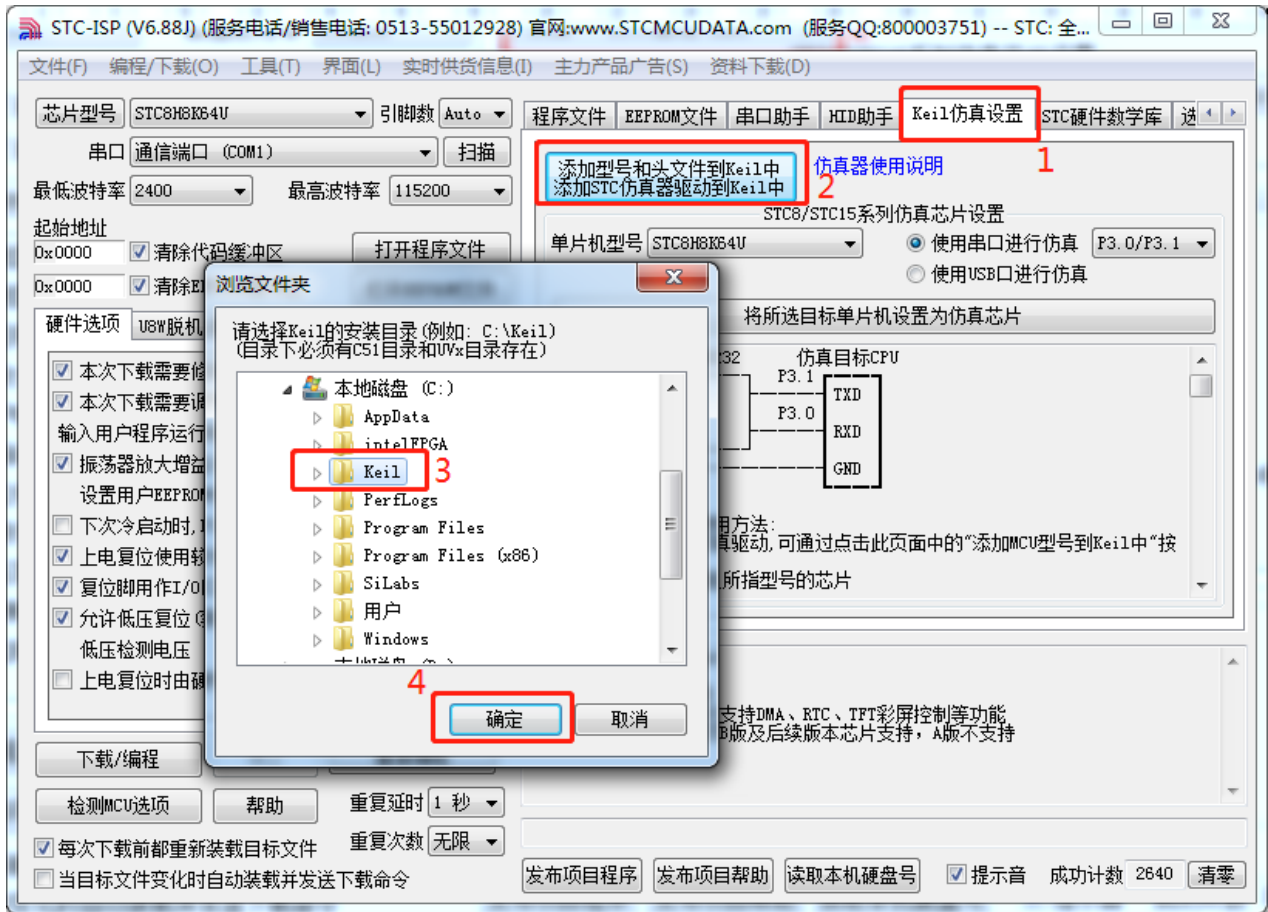 STC-ISP (V6.88J) (服务电话/销售电话: 0513-55012928) 官网:www.STCMCUDATA.com (服务QQ:800003751) -- STC: 全...
文件(F) 编程/下载(O) 工具(T) 界面(L) 实时供货信息(I) 主力产品广告(S) 资料下载(D)
芯片型号 STC8H8K64U 引脚数 Auto
串口 通信端口 (COM1) 扫描
最低波特率 2400 最高波特率 115200
起始地址
0x0000 清除代码缓冲区 打开程序文件
0x0000 清除E
硬件选项 U8W脱机
本次下载需要修
本次下载需要调
输入用户程序运行
振荡器放大增益
设置用户EEPROM
下次冷启动时,
上电复位使用较
复位脚用作I/O
允许低压复位
低压检测电压
上电复位时由硬
下载/编程
检测MCU选项 帮助 重复延时 1 秒
重复次数 无限
每次下载前都重新装载目标文件
当目标文件变化时自动装载并发送下载命令
程序文件 EEPROM文件 串口助手 HID助手 Keil仿真设置 STC硬件数学库 选
1
添加型号和头文件到Keil中
添加STC仿真器驱动到Keil中
2
仿真器使用说明
STC8/STC15系列仿真芯片设置
单片机型号 STC8H8K64U 使用串口进行仿真 P3.0/P3.1
使用USB口进行仿真
将所选目标单片机设置为仿真芯片
32 仿真目标CPU
P3.1 TXD
P3.0 RXD
GND
用方法:
真驱动,可通过点击此页面中的“添加MCU型号到Keil中“按
所指型号的芯片
支持DMA、RTC、TFT彩屏控制等功能
B版及后续版本芯片支持，A版不支持
发布项目程序 发布项目帮助 读取本机硬盘号 提示音 成功计数 2640 清零
浏览文件夹
请选择Keil的安装目录(例如: C:\Keil)
(目录下必须有C51目录和UVx目录存在)
本地磁盘 (C:)
AppData
intelFPGA
Keil
3
PerfLogs
Program Files
Program Files (x86)
SiLabs
用户
Windows
4
确定 取消